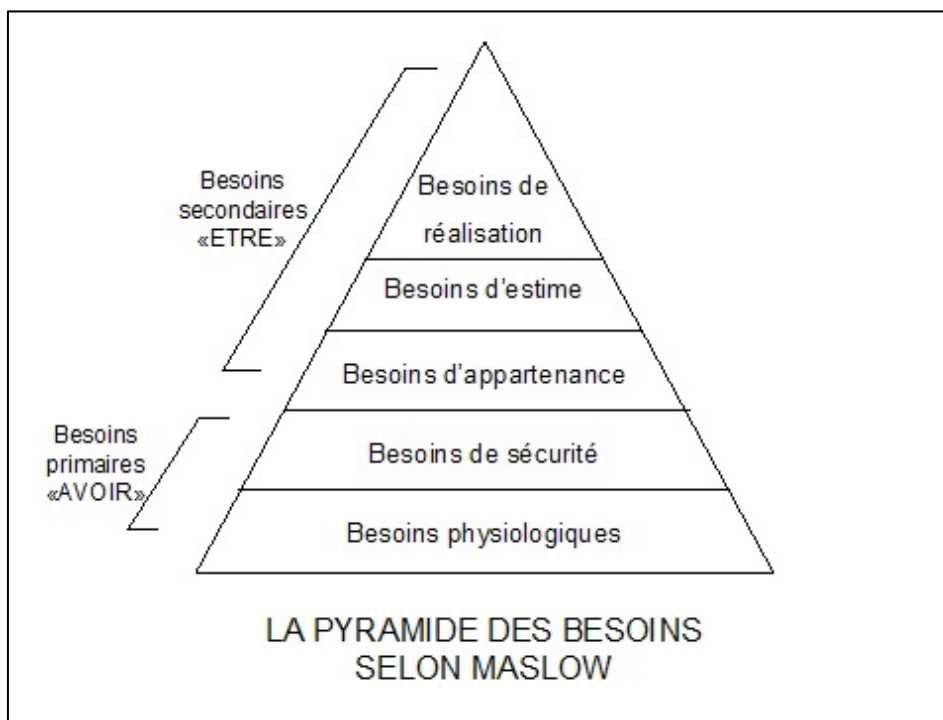 Besoins de
réalisation
Besoins d'estime
Besoins d'appartenance
Besoins de sécurité
Besoins physiologiques
Besoins
secondaires
«ETRE»
Besoins
primaires
«AVOIR»
LA PYRAMIDE DES BESOINS
SELON MASLOW